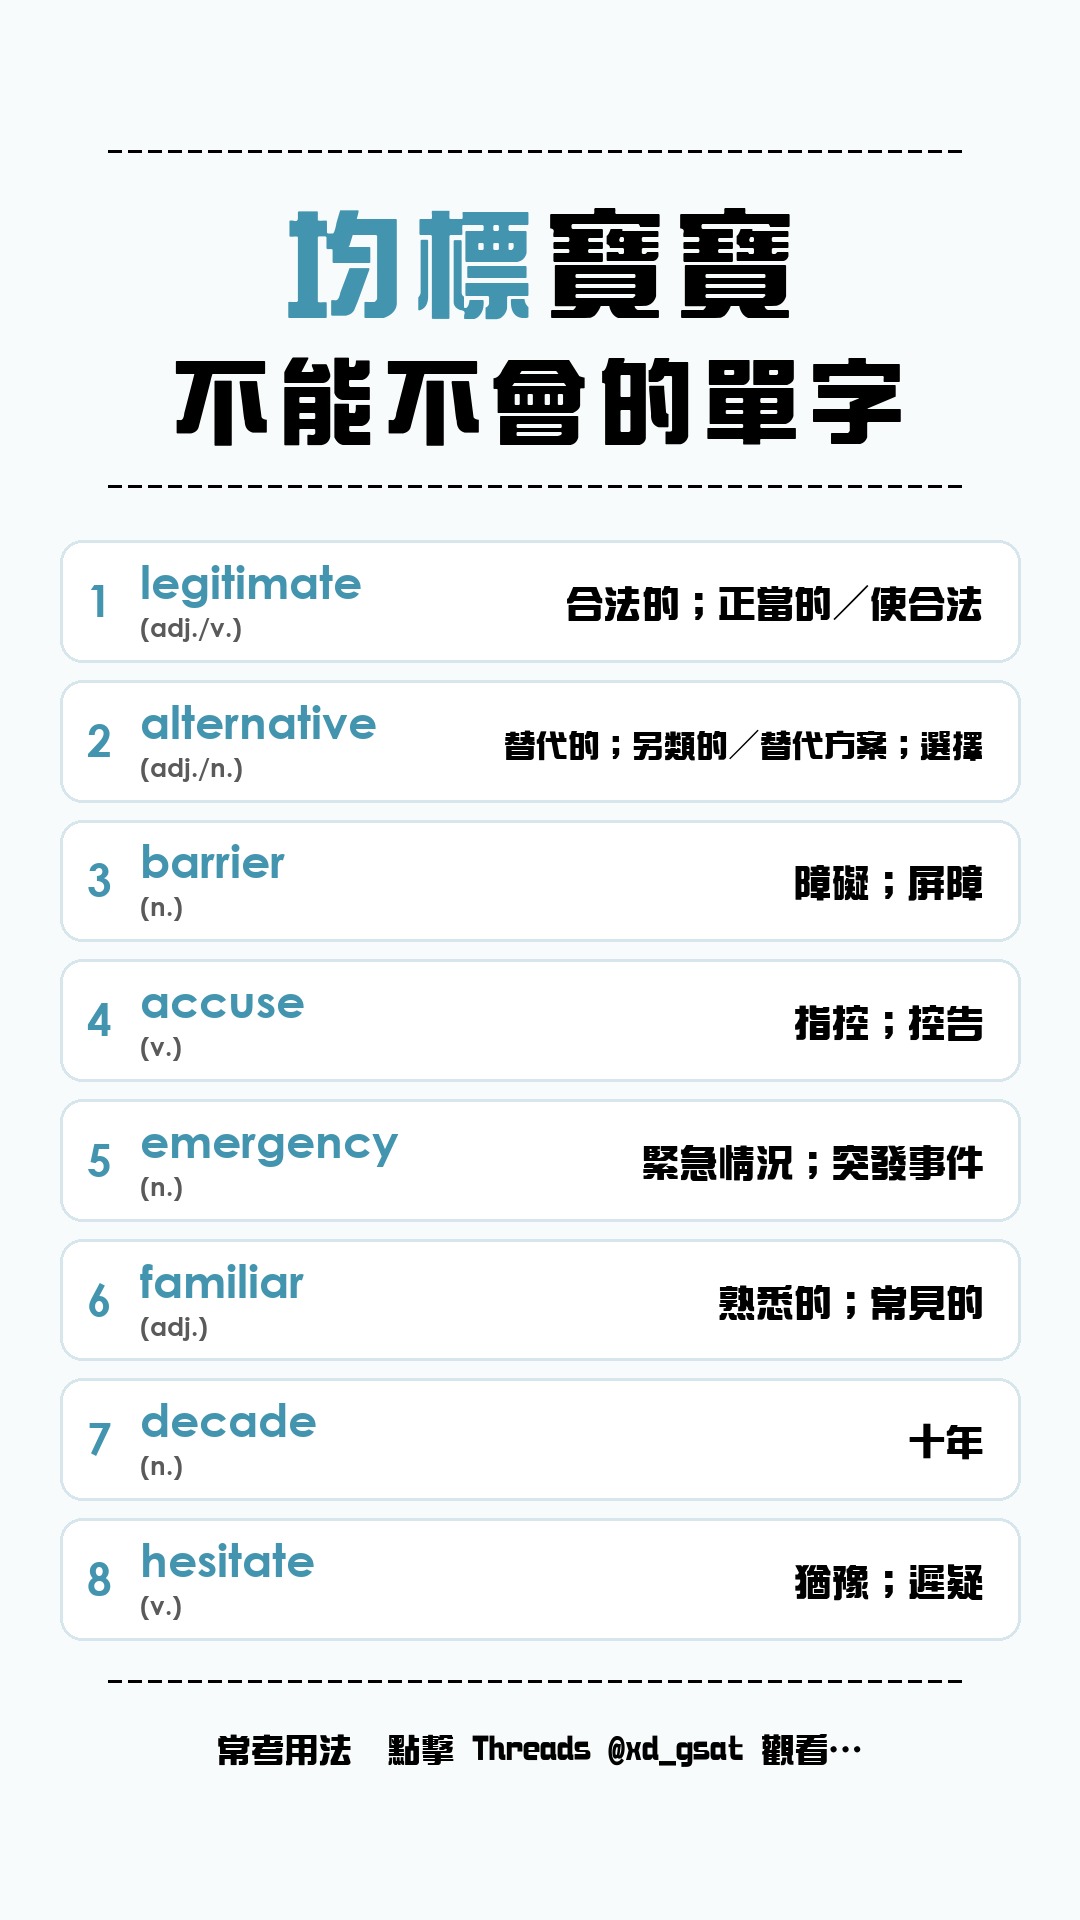 均標寶寶
不能不會的單字
1 legitimate 合法的；正當的／使合法
(adj./v.)
2 alternative 替代的；另類的／替代方案；選擇
(adj./n.)
3 barrier 障礙；屏障
(n.)
4 accuse 指控；控告
(v.)
5 emergency 緊急情況；突發事件
(n.)
6 familiar 熟悉的；常見的
(adj.)
7 decade 十年
(n.)
8 hesitate 猶豫；遲疑
(v.)
常考用法　點擊 Threads @xd_gsat 觀看…